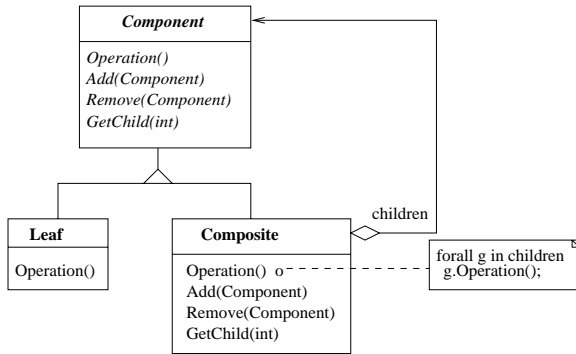 Component
Operation()
Add(Component)
Remove(Component)
GetChild(int)
children
Leaf
Operation()
Composite
Operation() o
Add(Component)
Remove(Component)
GetChild(int)
forall g in children
g.Operation();